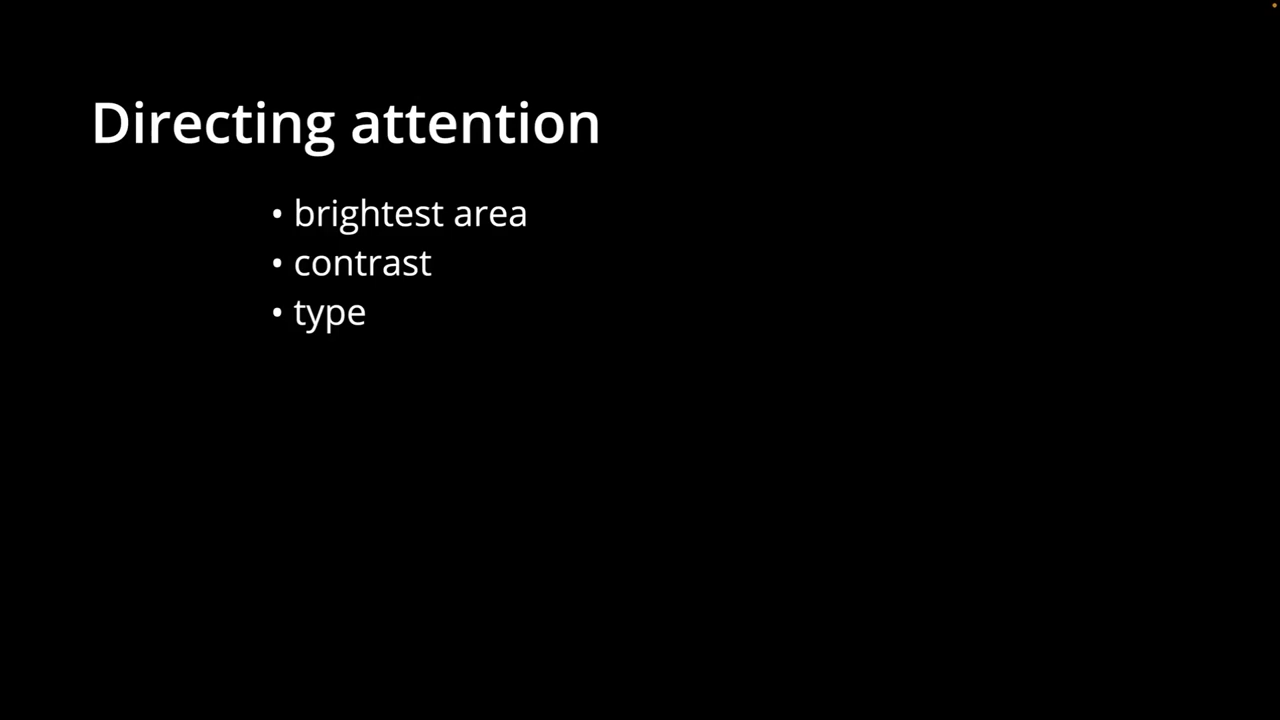 Directing attention
• brightest area
• contrast
• type